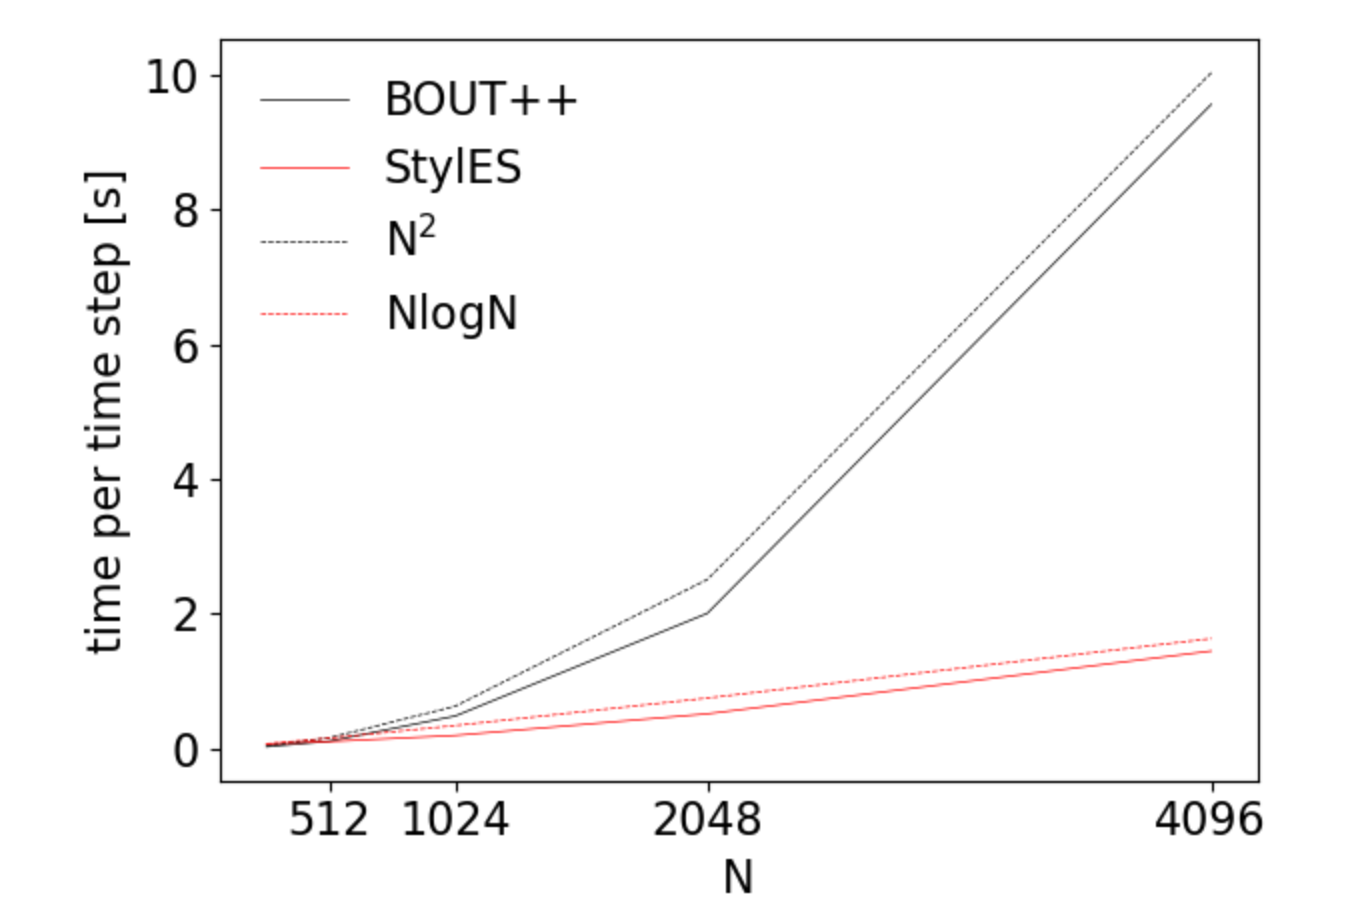 time per time step [s]
10
8
6
4
2
0
BOUT++
StylES
N²
NlogN
512 1024 2048 4096
N